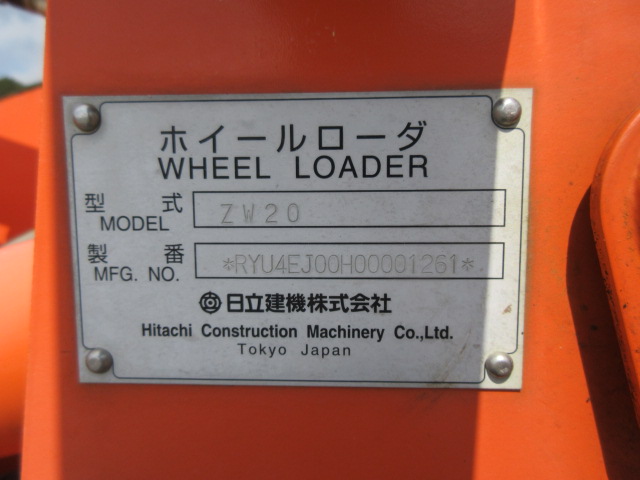 ホイールローダ
WHEEL LOADER
型式 ZW20
MODEL
製番 *RYU4EJ00H00001261*
MFG. NO.
日立建機株式会社
Hitachi Construction Machinery Co.,Ltd.
Tokyo Japan